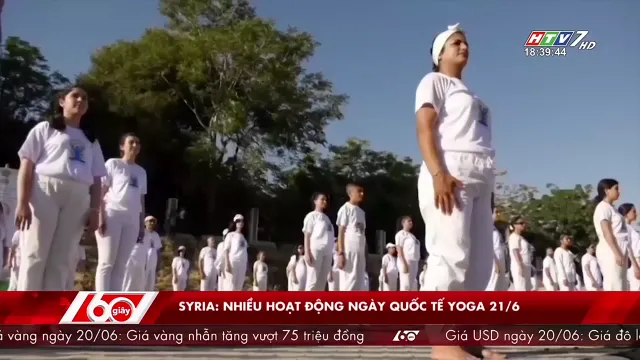 HTV7 HD
18:39:44
60 giây
SYRIA: NHIỀU HOẠT ĐỘNG NGÀY QUỐC TẾ YOGA 21/6
á vàng ngày 20/06: Giá vàng nhẫn tăng vượt 75 triệu đồng 60 giây Giá USD ngày 20/06: Giá đô l